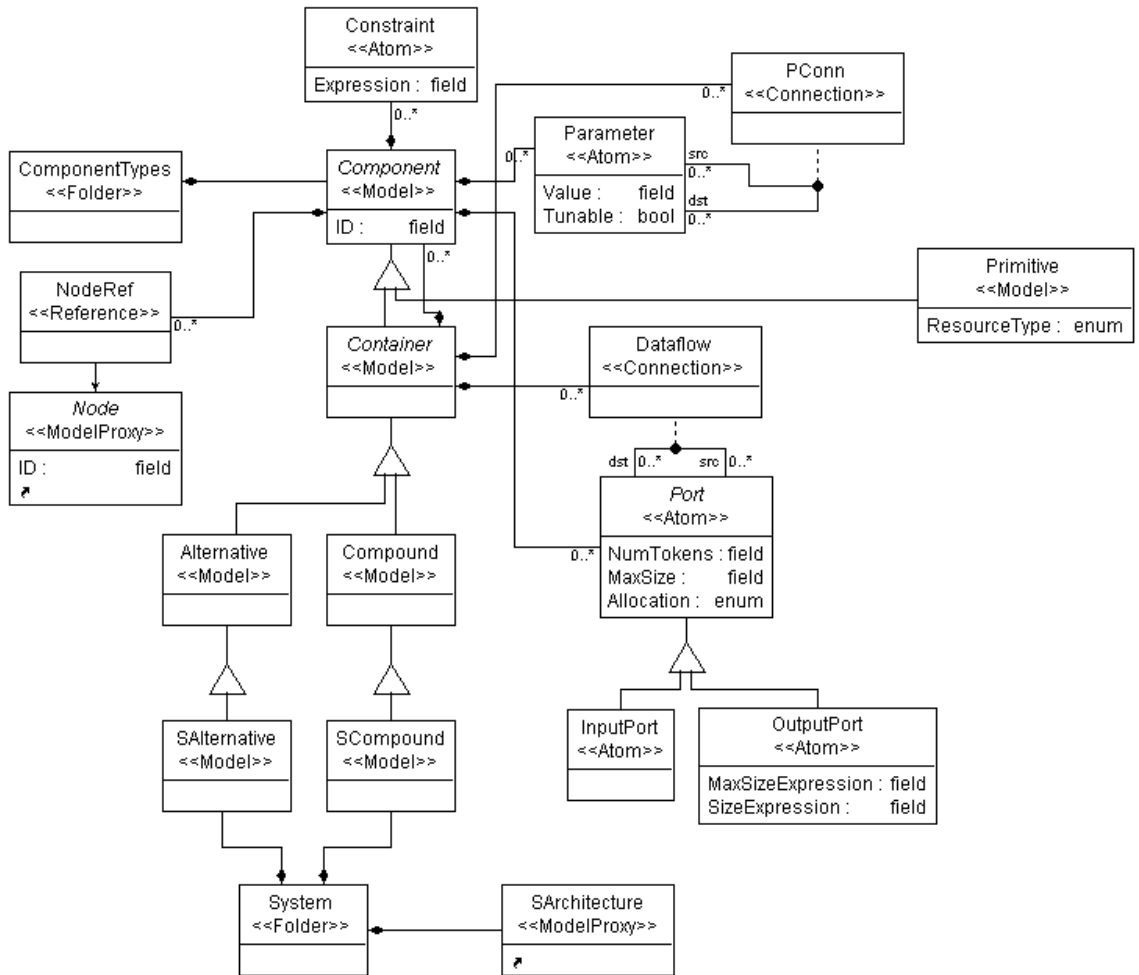 Constraint
<<Atom>>
Expression : field
0..*
PConn
<<Connection>>
0..*
Parameter
<<Atom>>
Value : field
Tunable : bool
0..*
src
0..*
dst
0..*
ComponentTypes
<<Folder>>
Component
<<Model>>
ID : field
0..*
NodeRef
<<Reference>>
0..*
Primitive
<<Model>>
ResourceType : enum
Container
<<Model>>
Dataflow
<<Connection>>
0..*
Node
<<ModelProxy>>
ID : field
dst 0..* src 0..*
Port
<<Atom>>
NumTokens : field
MaxSize : field
Allocation : enum
0..*
Alternative
<<Model>>
Compound
<<Model>>
SAlternative
<<Model>>
SCompound
<<Model>>
InputPort
<<Atom>>
OutputPort
<<Atom>>
MaxSizeExpression : field
SizeExpression : field
System
<<Folder>>
SArchitecture
<<ModelProxy>>